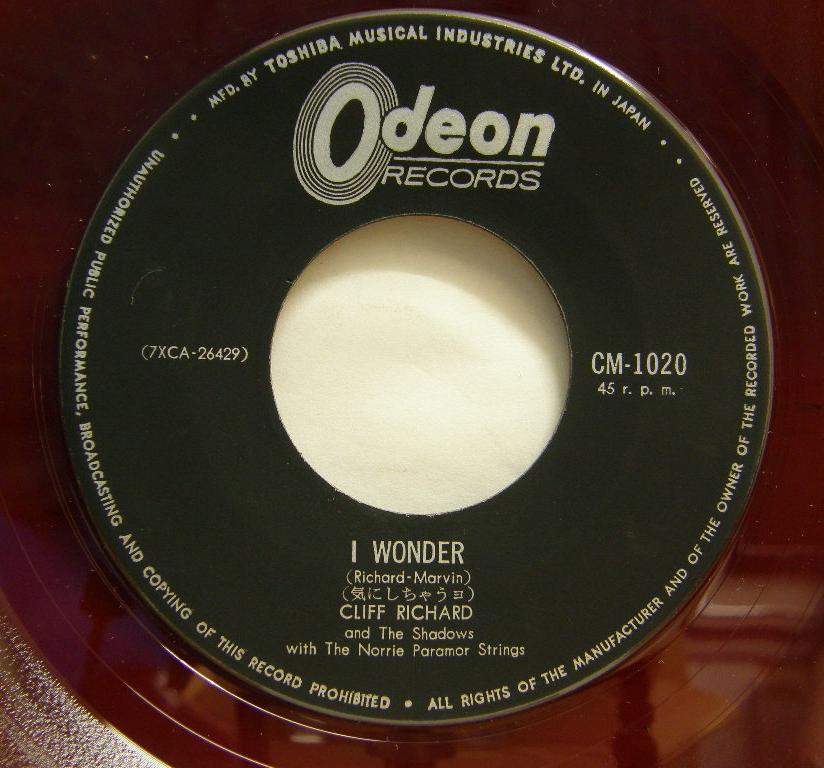 MFD. BY TOSHIBA MUSICAL INDUSTRIES LTD. IN JAPAN
Odeon
RECORDS
(7XCA-26429)
CM-1020
45 r. p. m.
I WONDER
(Richard-Marvin)
(気にしちゃうヨ)
CLIFF RICHARD
and The Shadows
with The Norrie Paramor Strings
UNAUTHORIZED PUBLIC PERFORMANCE, BROADCASTING AND COPYING OF THIS RECORD PROHIBITED • ALL RIGHTS OF THE MANUFACTURER AND OF THE OWNER OF THE RECORDED WORK ARE RESERVED